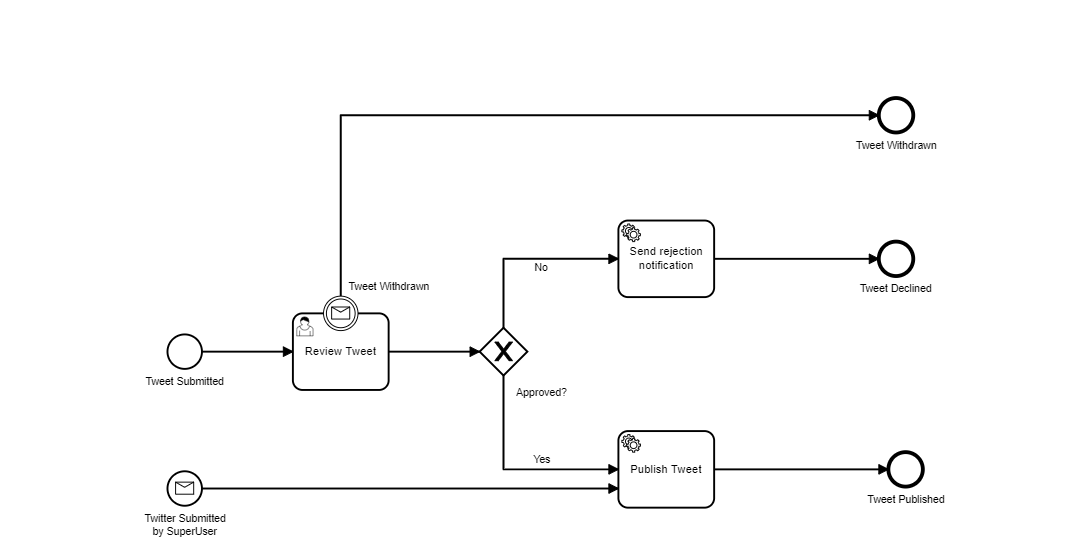 Tweet Withdrawn
Send rejection
notification
No
Tweet Declined
Tweet Withdrawn
Review Tweet
Tweet Submitted
Approved?
Yes
Publish Tweet
Tweet Published
Twitter Submitted
by SuperUser